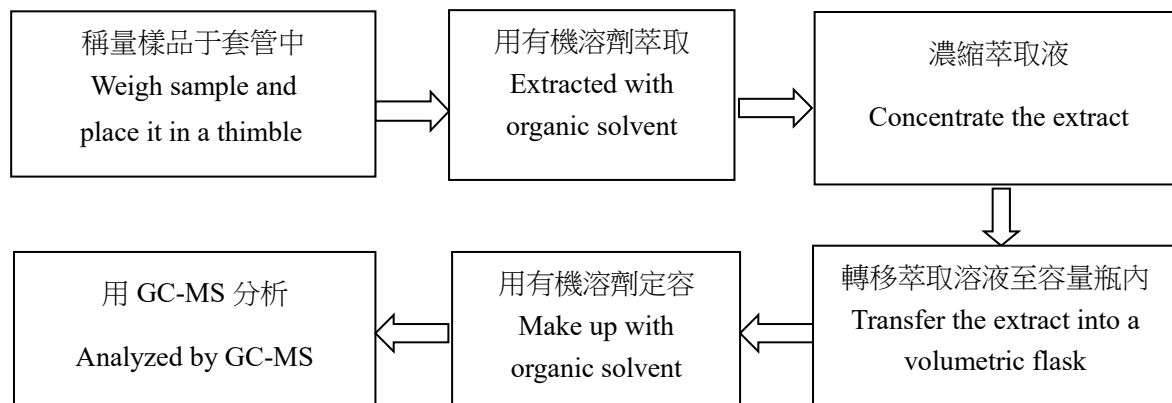 稱量樣品于套管中
Weigh sample and
place it in a thimble
用有機溶劑萃取
Extracted with
organic solvent
濃縮萃取液
Concentrate the extract
轉移萃取溶液至容量瓶內
Transfer the extract into a
volumetric flask
用有機溶劑定容
Make up with
organic solvent
用 GC-MS 分析
Analyzed by GC-MS